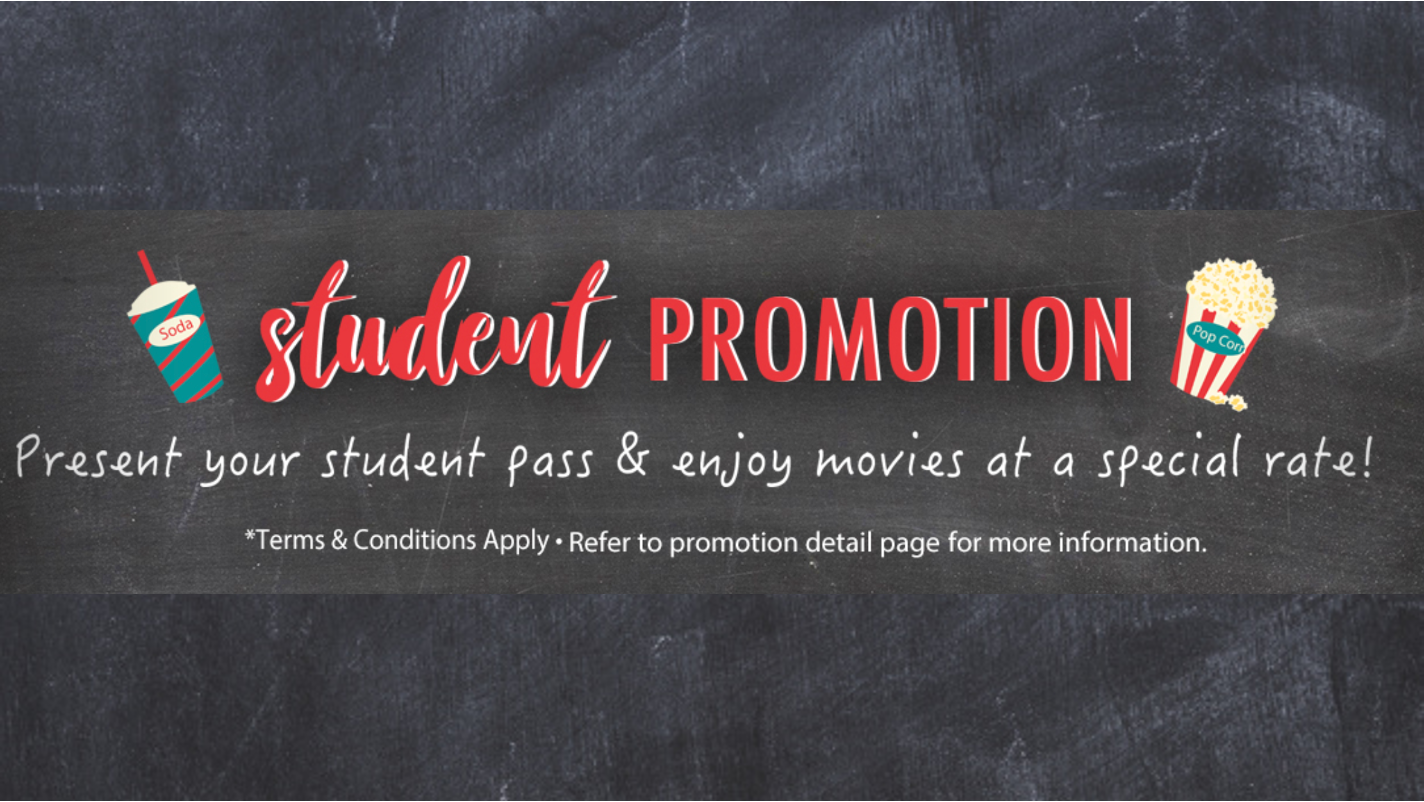 Soda
student PROMOTION
Pop Corn
Present your student pass & enjoy movies at a special rate!
*Terms & Conditions Apply • Refer to promotion detail page for more information.